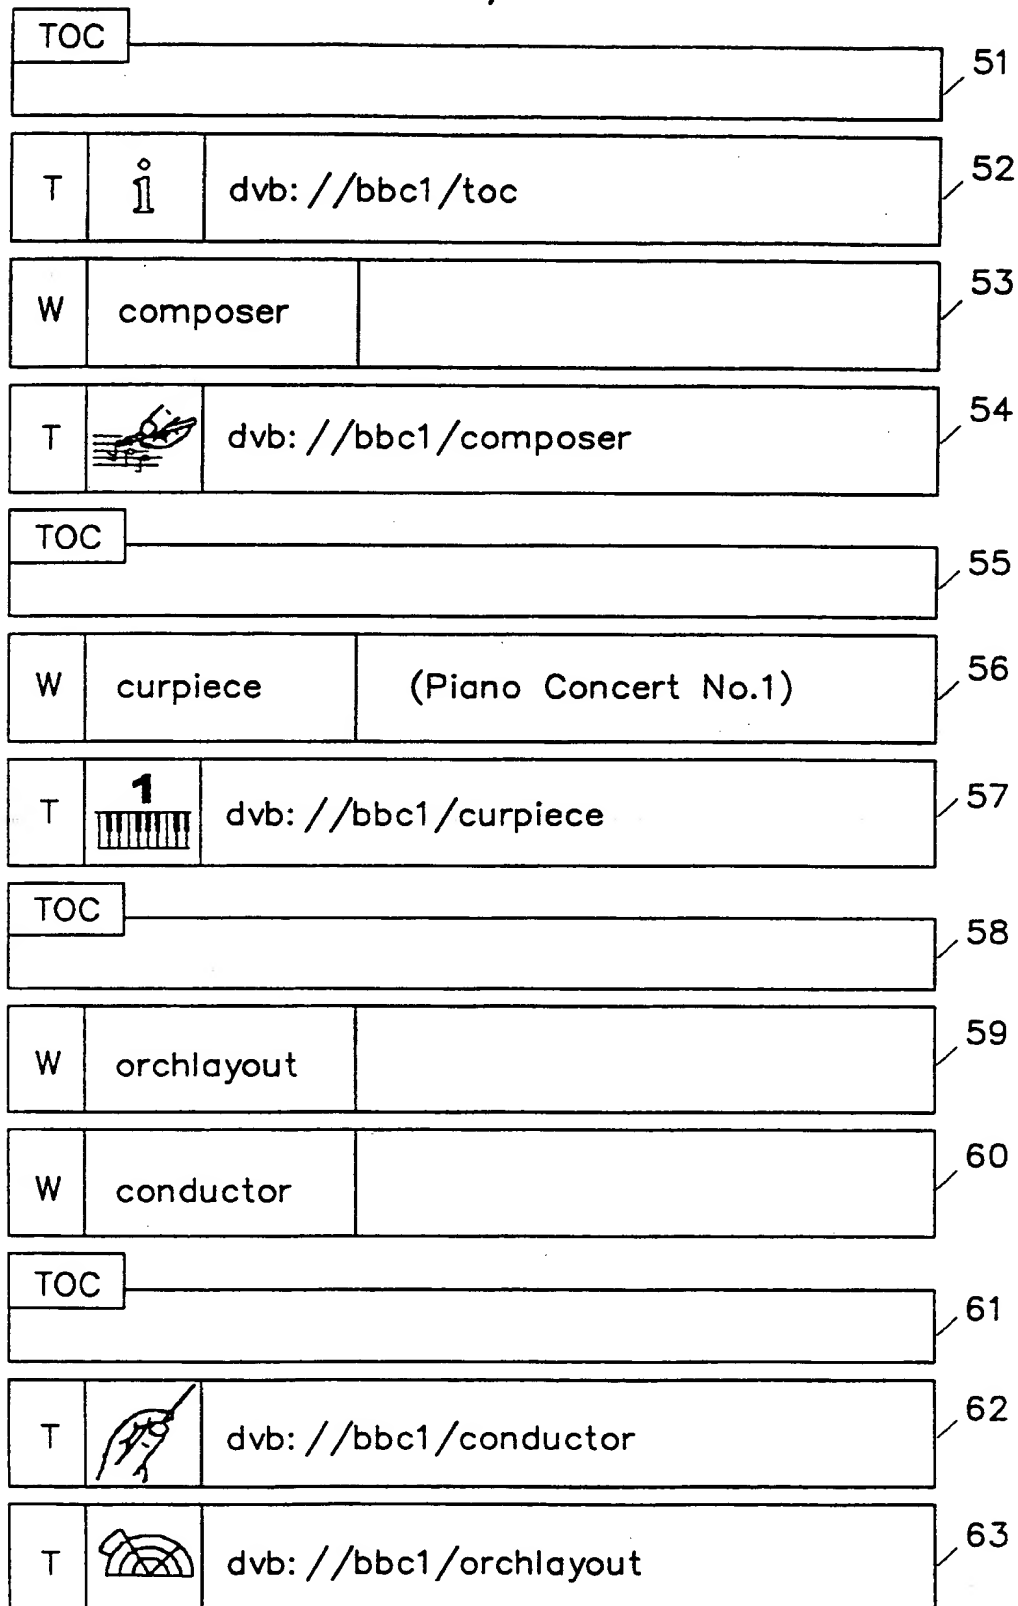 TOC
51
T i dvb: //bbc1/toc 52
W composer 53
T dvb: //bbc1/composer 54
TOC
55
W curpiece (Piano Concert No.1) 56
T 1 dvb: //bbc1/curpiece 57
TOC
58
W orchlayout 59
W conductor 60
TOC
61
T dvb: //bbc1/conductor 62
T dvb: //bbc1/orchlayout 63